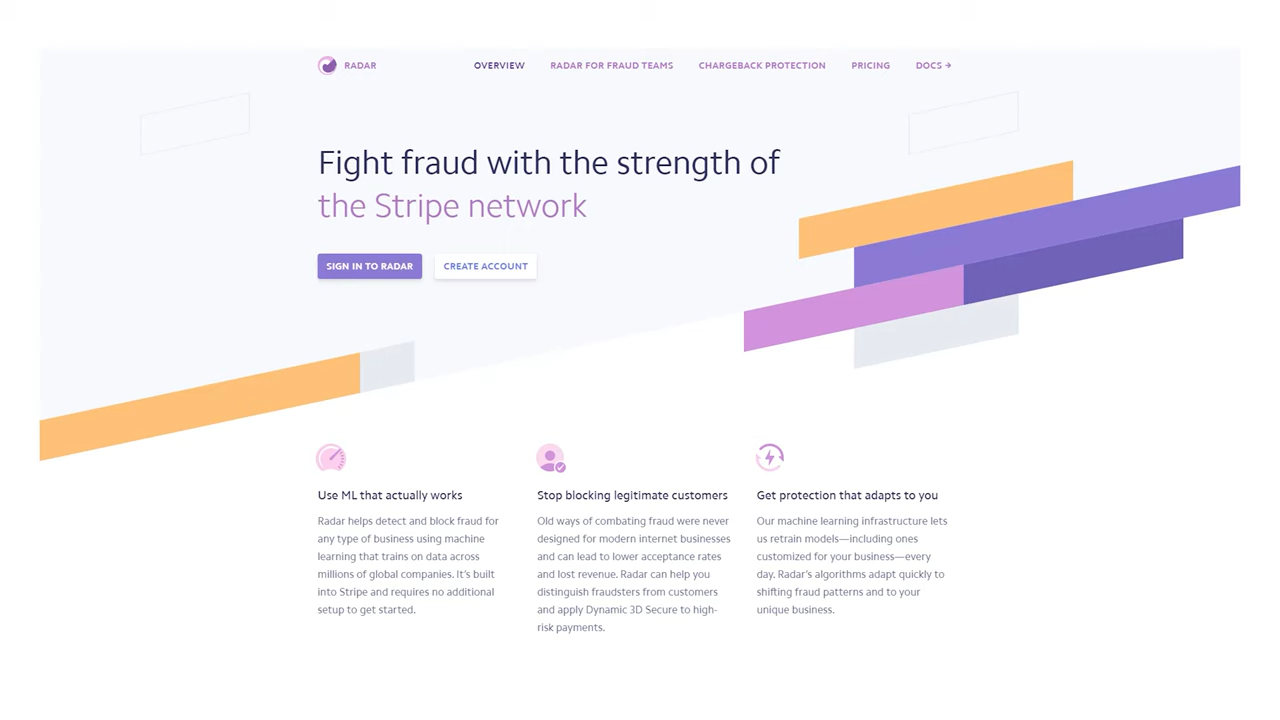 RADAR
OVERVIEW
RADAR FOR FRAUD TEAMS
CHARGEBACK PROTECTION
PRICING
DOCS →
Fight fraud with the strength of
the Stripe network
SIGN IN TO RADAR
CREATE ACCOUNT
Use ML that actually works
Radar helps detect and block fraud for
any type of business using machine
learning that trains on data across
millions of global companies. It’s built
into Stripe and requires no additional
setup to get started.
Stop blocking legitimate customers
Old ways of combating fraud were never
designed for modern internet businesses
and can lead to lower acceptance rates
and lost revenue. Radar can help you
distinguish fraudsters from customers
and apply Dynamic 3D Secure to high-
risk payments.
Get protection that adapts to you
Our machine learning infrastructure lets
us retrain models—including ones
customized for your business—every
day. Radar’s algorithms adapt quickly to
shifting fraud patterns and to your
unique business.